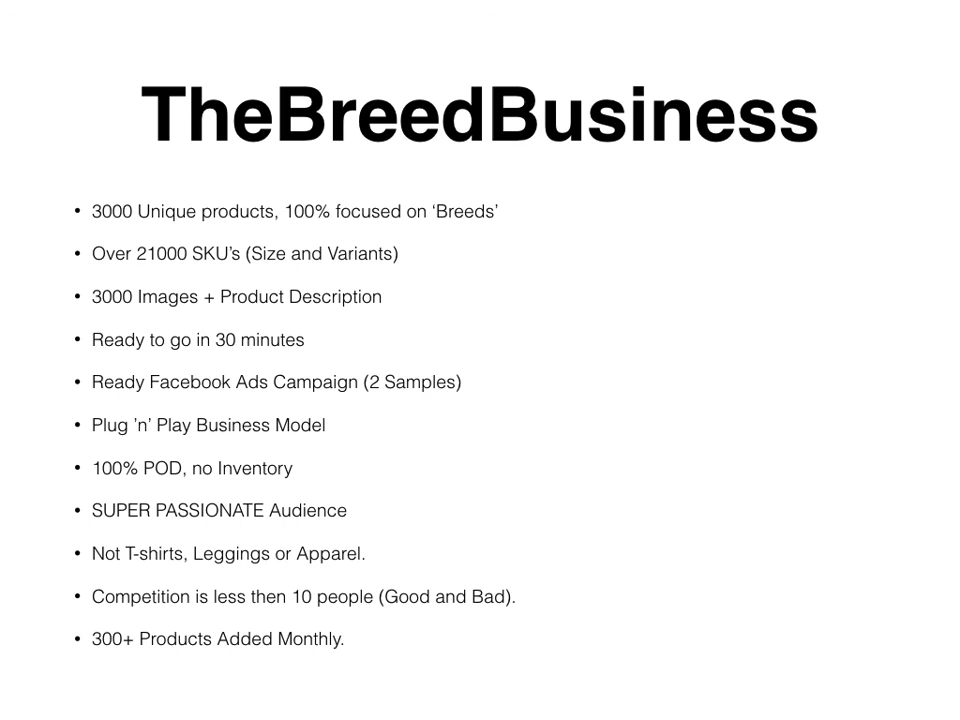 TheBreedBusiness
• 3000 Unique products, 100% focused on ‘Breeds’
• Over 21000 SKU’s (Size and Variants)
• 3000 Images + Product Description
• Ready to go in 30 minutes
• Ready Facebook Ads Campaign (2 Samples)
• Plug ’n’ Play Business Model
• 100% POD, no Inventory
• SUPER PASSIONATE Audience
• Not T-shirts, Leggings or Apparel.
• Competition is less then 10 people (Good and Bad).
• 300+ Products Added Monthly.